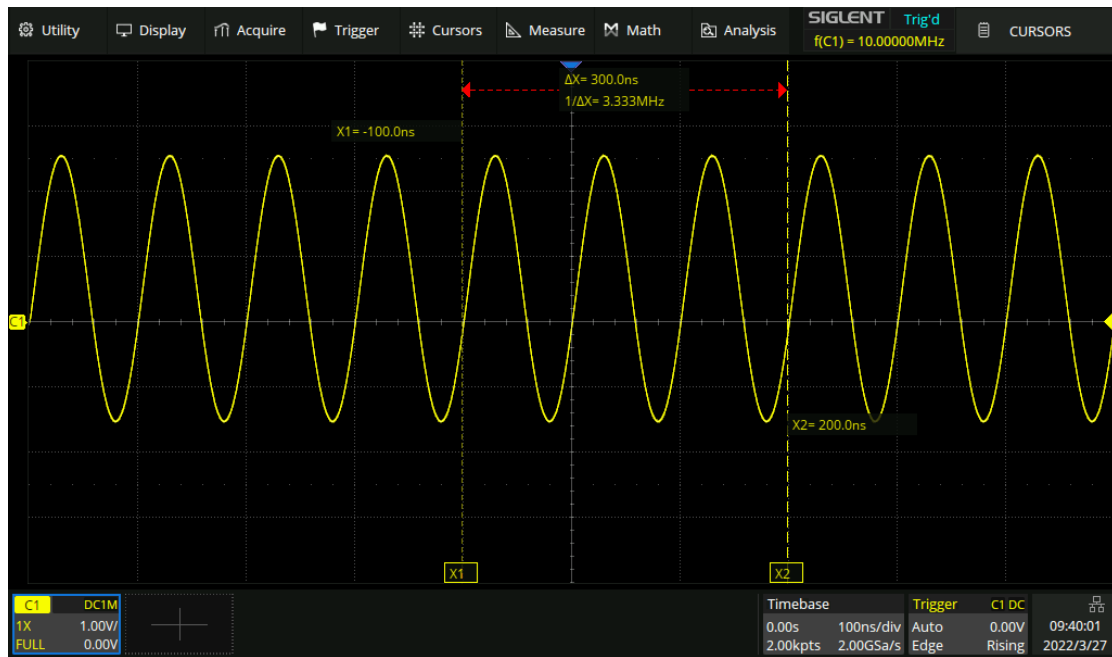 Utility Display Acquire Trigger Cursors Measure Math Analysis SIGLENT Trig'd CURSORS
f(C1) = 10.00000MHz
ΔX= 300.0ns
1/ΔX= 3.333MHz
X1= -100.0ns
C1
X2= 200.0ns
X1 X2
C1 DC1M
1X 1.00V/
FULL 0.00V
Timebase
0.00s 100ns/div
2.00kpts 2.00GSa/s
Trigger C1 DC
Auto 0.00V
Edge Rising
09:40:01
2022/3/27